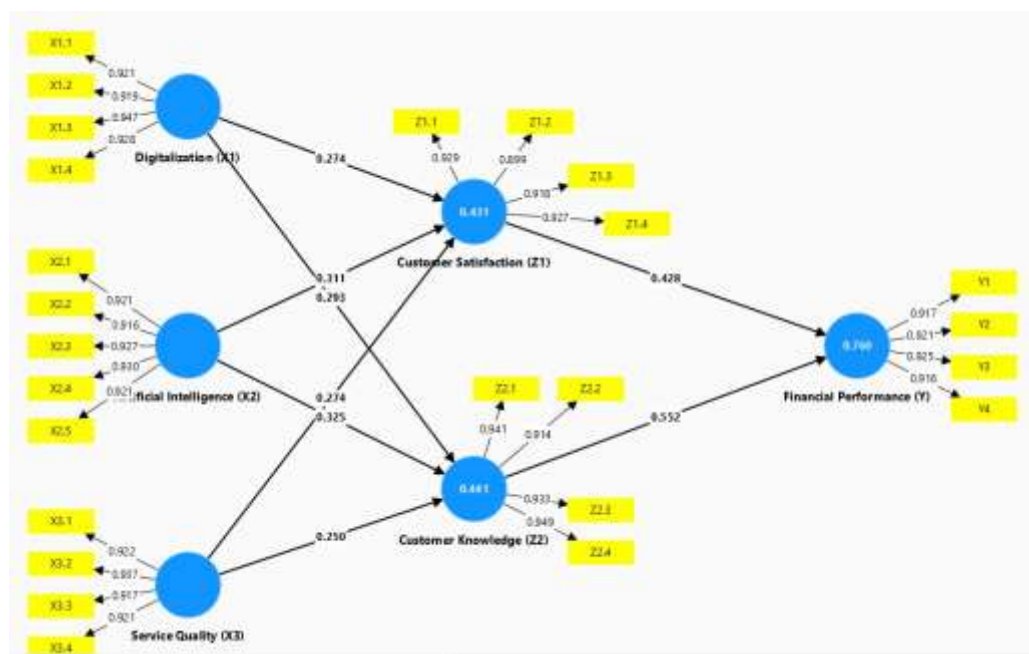 X1.1
0.921
X1.2
0.919
X1.3
0.947
X1.4
0.928
Digitalization (X1)
0.274
Z1.1
Z1.2
0.929
0.899
Z1.3
0.918
0.431
0.927
Z1.4
Customer Satisfaction (Z1)
X2.1
0.921
X2.2
0.916
X2.3
0.927
X2.4
0.930
0.921
X2.5
ficial Intelligence (X2)
0.311
0.293
0.428
Y1
0.917
Y2
0.921
0.760
0.925
Y3
0.916
Y4
Financial Performance (Y)
0.274
0.325
Z2.1
Z2.2
0.941
0.914
0.552
0.933
Z2.3
0.949
Z2.4
Customer Knowledge (Z2)
0.250
X3.1
0.922
X3.2
X3.3
0.917
0.921
X3.4
Service Quality (X3)